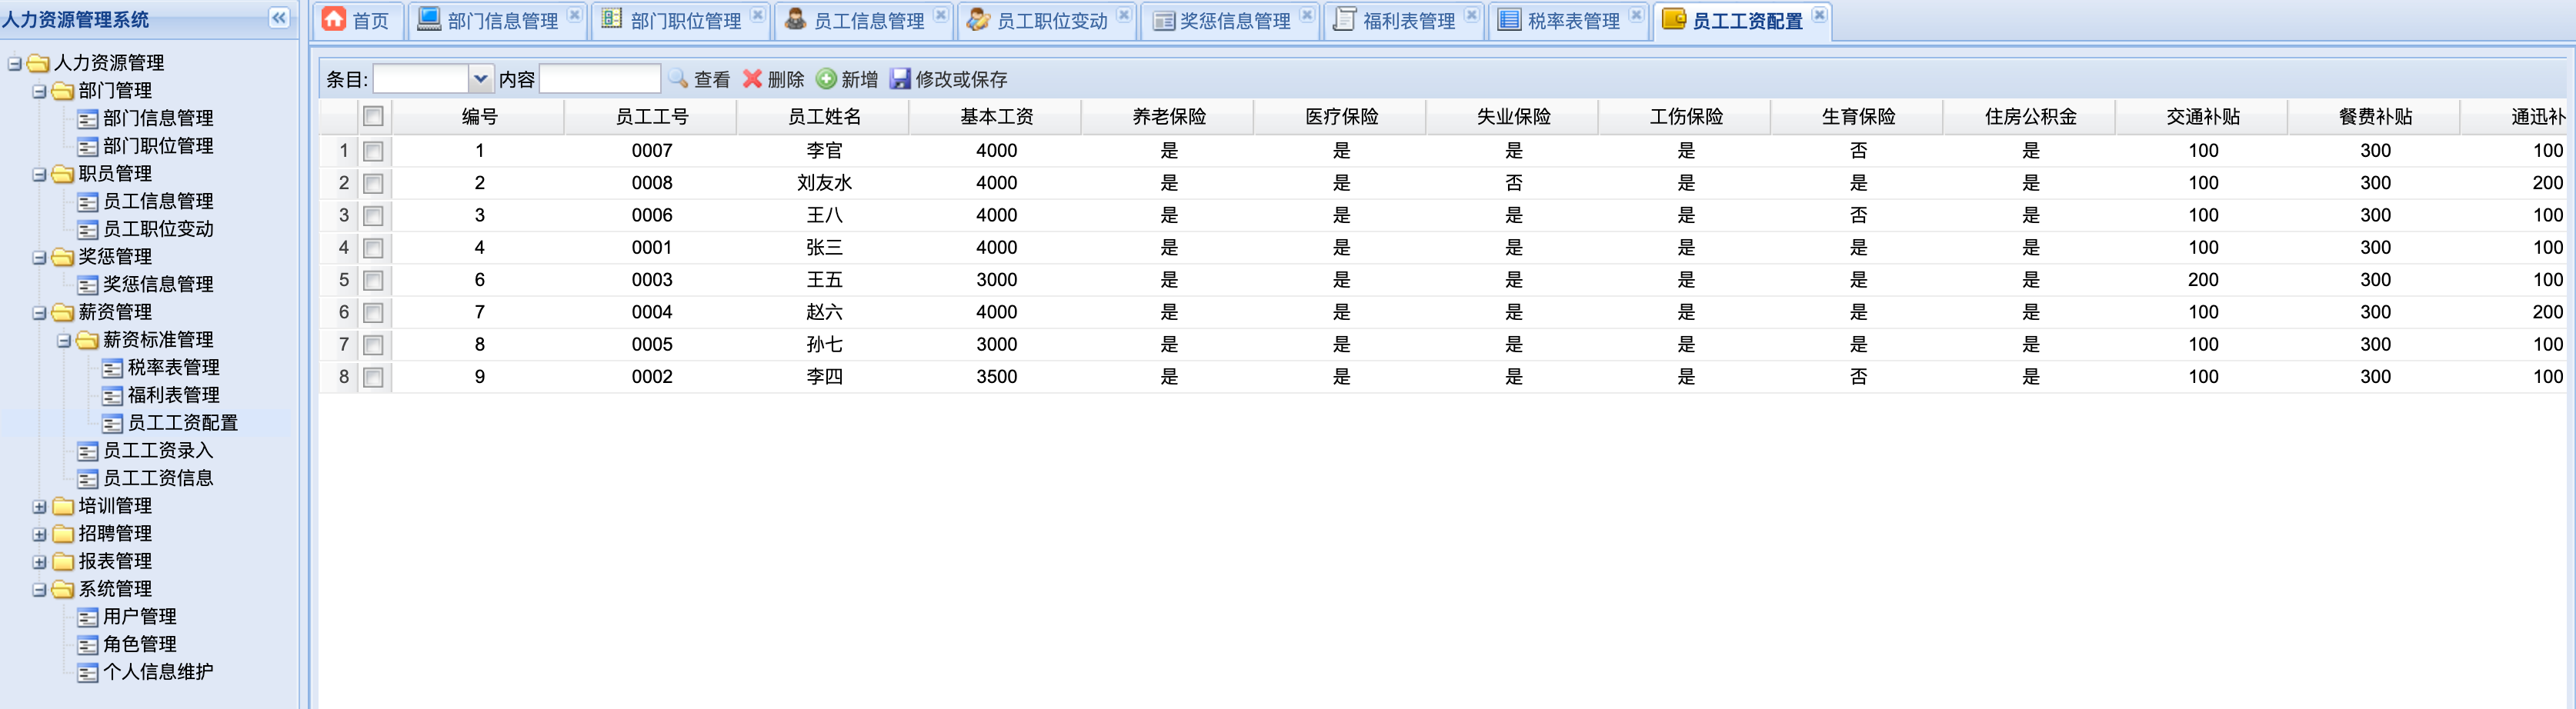 人力资源管理系统
人力资源管理
部门管理
部门信息管理
部门职位管理
职员管理
员工信息管理
员工职位变动
奖惩管理
奖惩信息管理
薪资管理
薪资标准管理
税率表管理
福利表管理
员工工资配置
员工工资录入
员工工资信息
培训管理
招聘管理
报表管理
系统管理
用户管理
角色管理
个人信息维护
首页 部门信息管理 部门职位管理 员工信息管理 员工职位变动 奖惩信息管理 福利表管理 税率表管理 员工工资配置
条目: 内容 查看 删除 新增 修改或保存
编号 员工工号 员工姓名 基本工资 养老保险 医疗保险 失业保险 工伤保险 生育保险 住房公积金 交通补贴 餐费补贴 通迅补
1 1 0007 李官 4000 是 是 是 是 否 是 100 300 100
2 2 0008 刘友水 4000 是 是 否 是 是 是 100 300 200
3 3 0006 王八 4000 是 是 是 是 否 是 100 300 100
4 4 0001 张三 4000 是 是 是 是 是 是 100 300 100
5 6 0003 王五 3000 是 是 是 是 是 是 200 300 100
6 7 0004 赵六 4000 是 是 是 是 是 是 100 300 200
7 8 0005 孙七 3000 是 是 是 是 是 是 100 300 100
8 9 0002 李四 3500 是 是 是 是 否 是 100 300 100